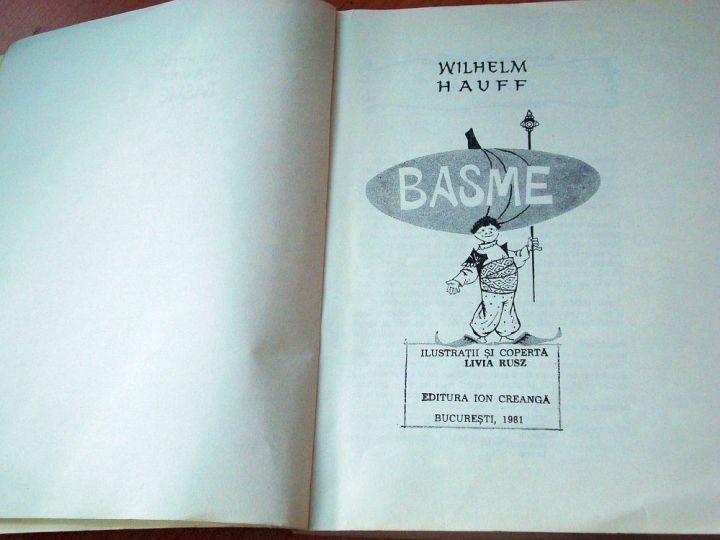 WILHELM
HAUFF
BASME
ILUSTRAȚII ȘI COPERTA
LIVIA RUSZ
EDITURA ION CREANGĂ
BUCUREȘTI, 1981